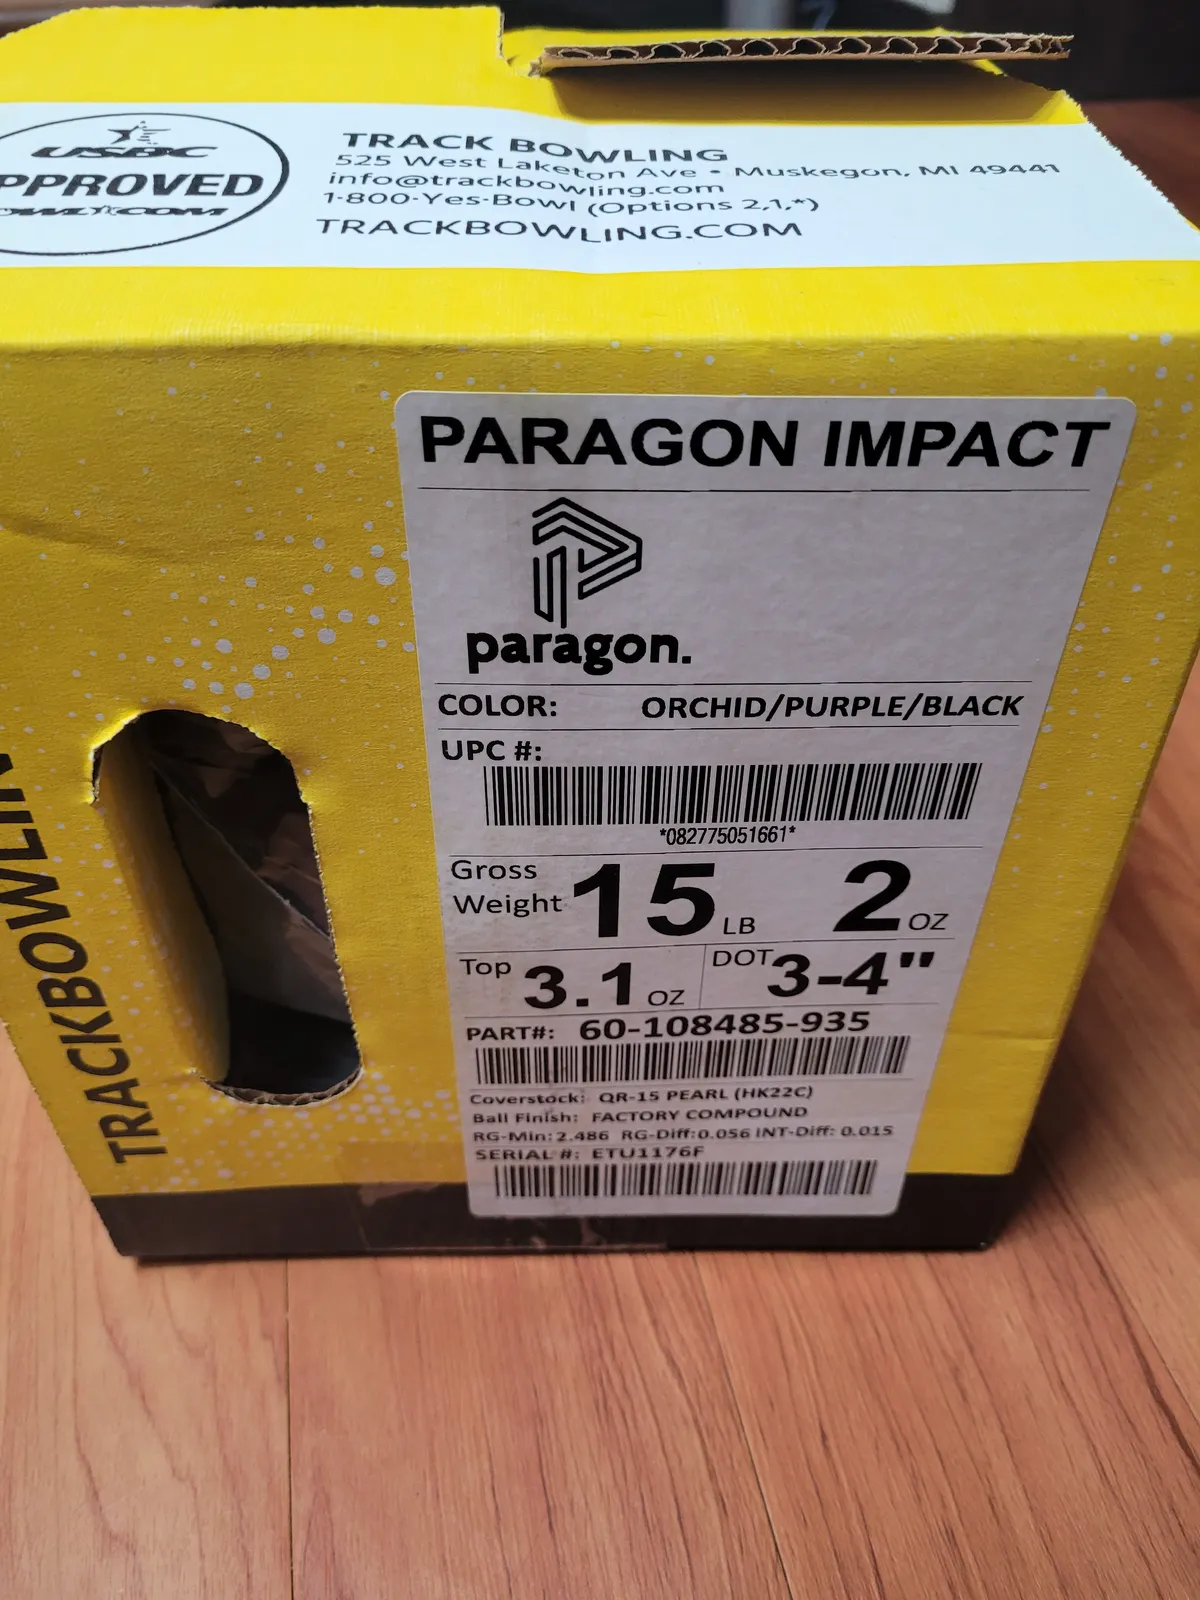 USBC
APPROVED
TRACK BOWLING
525 West Laketon Ave • Muskegon, MI 49441
info@trackbowling.com
1-800-Yes-Bowl (Options 2,1,*)
TRACKBOWLING.COM
TRACKBOWLIN
PARAGON IMPACT
paragon.
COLOR: ORCHID/PURPLE/BLACK
UPC #:
*082775051661*
Gross Weight 15 LB 2 OZ
Top 3.1 OZ DOT 3-4"
PART#: 60-108485-935
Coverstock: QR-15 PEARL (HK22C)
Ball Finish: FACTORY COMPOUND
RG-Min: 2.486 RG-Diff:0.056 INT-Diff: 0.015
SERIAL #: ETU1176F